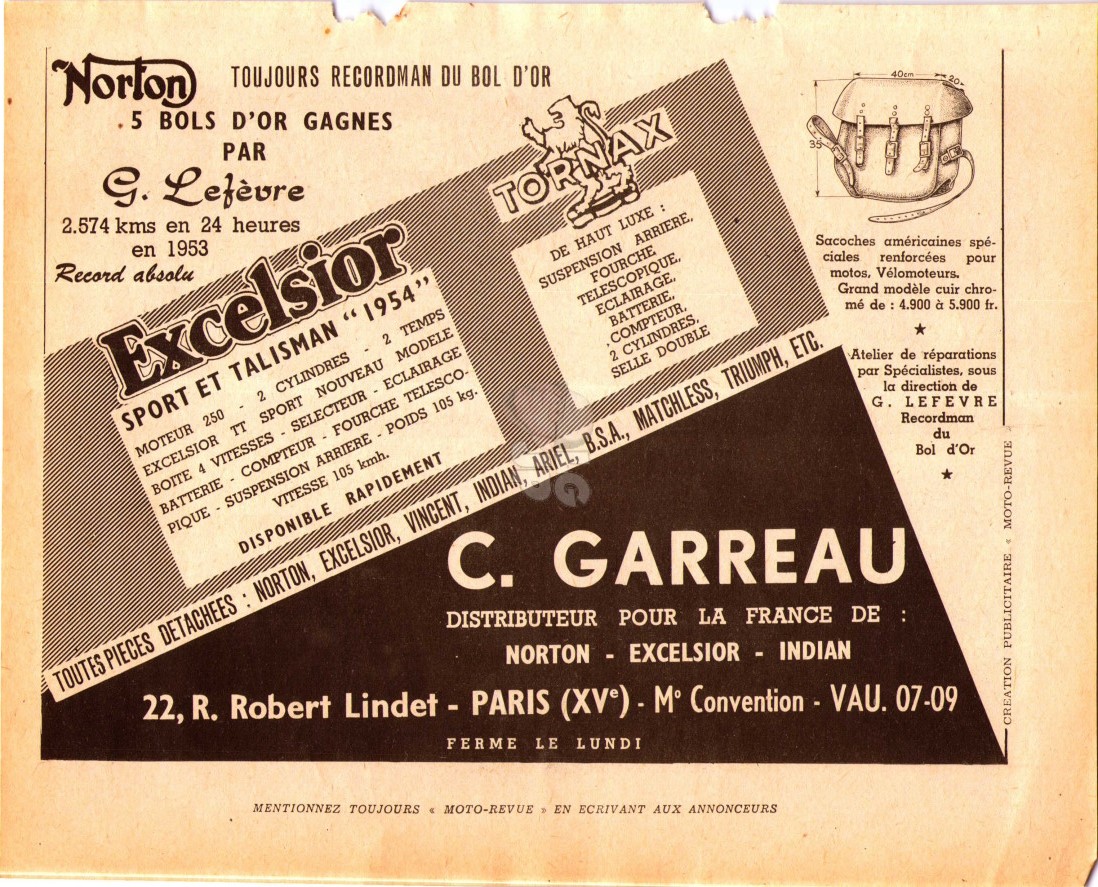 Norton TOUJOURS RECORDMAN DU BOL D'OR
5 BOLS D'OR GAGNES
PAR
G. Lefèvre
2.574 kms en 24 heures
en 1953
Record absolu
Excelsior
SPORT ET TALISMAN "1954"
MOTEUR 250 - 2 CYLINDRES - 2 TEMPS
EXCELSIOR TT SPORT NOUVEAU MODELE
BOITE 4 VITESSES - SELECTEUR - ECLAIRAGE
BATTERIE - COMPTEUR - FOURCHE TELESCO-
PIQUE - SUSPENSION ARRIERE - POIDS 105 kg.
VITESSE 105 kmh.
DISPONIBLE RAPIDEMENT
TORNAX
DE HAUT LUXE :
SUSPENSION ARRIERE,
FOURCHE
TELESCOPIQUE,
ECLAIRAGE,
BATTERIE,
COMPTEUR,
2 CYLINDRES,
SELLE DOUBLE
40cm
20
35
Sacoches américaines spé-
ciales renforcées pour
motos, Vélomoteurs.
Grand modèle cuir chro-
mé de : 4.900 à 5.900 fr.
★
Atelier de réparations
par Spécialistes, sous
la direction de
G. LEFEVRE
Recordman
du
Bol d'Or
★
TOUTES PIECES DETACHEES : NORTON, EXCELSIOR, VINCENT, INDIAN, ARIEL, B.S.A., MATCHLESS, TRIUMPH, ETC.
C. GARREAU
DISTRIBUTEUR POUR LA FRANCE DE :
NORTON - EXCELSIOR - INDIAN
22, R. Robert Lindet - PARIS (XVe) - Mo Convention - VAU. 07-09
FERME LE LUNDI
CREATION PUBLICITAIRE « MOTO-REVUE »
MENTIONNEZ TOUJOURS « MOTO-REVUE » EN ECRIVANT AUX ANNONCEURS